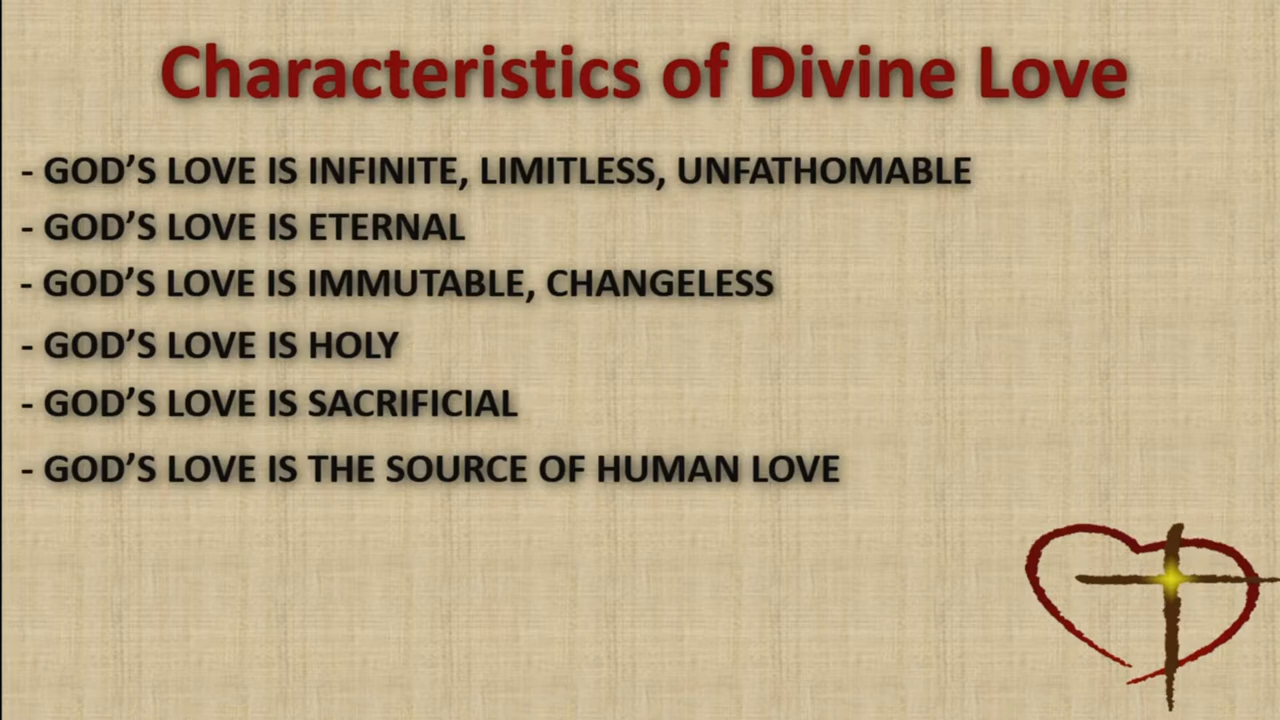 Characteristics of Divine Love
- GOD’S LOVE IS INFINITE, LIMITLESS, UNFATHOMABLE
- GOD’S LOVE IS ETERNAL
- GOD’S LOVE IS IMMUTABLE, CHANGELESS
- GOD’S LOVE IS HOLY
- GOD’S LOVE IS SACRIFICIAL
- GOD’S LOVE IS THE SOURCE OF HUMAN LOVE